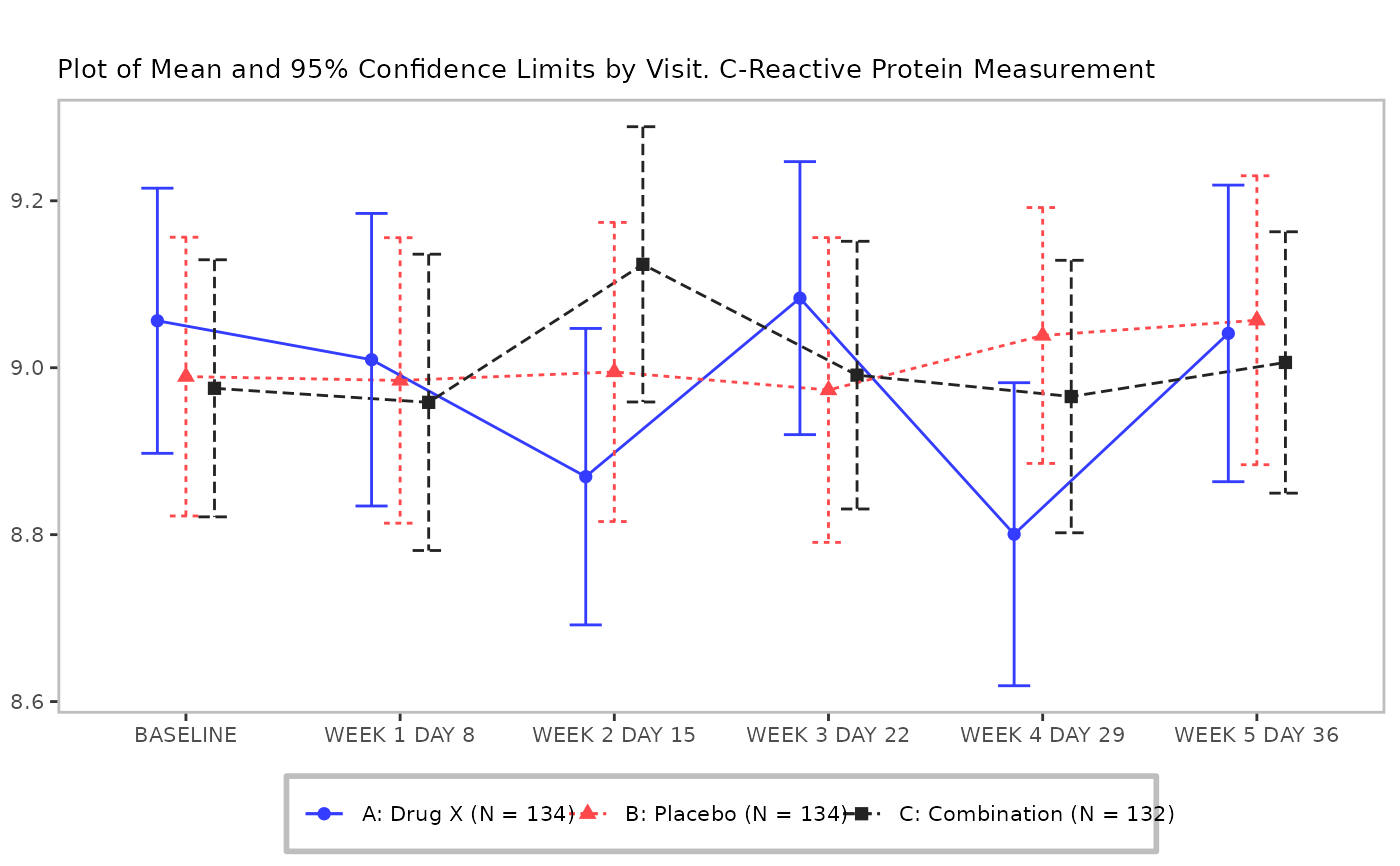 Plot of Mean and 95% Confidence Limits by Visit. C-Reactive Protein Measurement
9.2
9.0
8.8
8.6
BASELINE WEEK 1 DAY 8 WEEK 2 DAY 15 WEEK 3 DAY 22 WEEK 4 DAY 29 WEEK 5 DAY 36
A: Drug X (N = 134) B: Placebo (N = 134) C: Combination (N = 132)